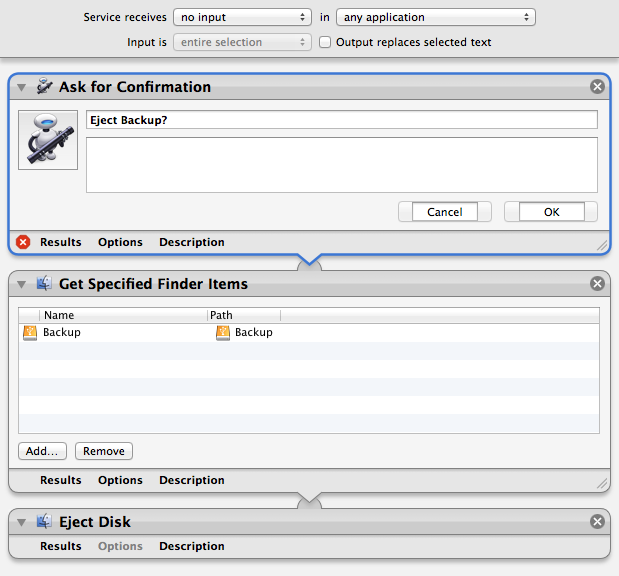 Service receives no input in any application
Input is entire selection Output replaces selected text
Ask for Confirmation
Eject Backup?
Cancel OK
Results Options Description
Get Specified Finder Items
Name Path
Backup Backup
Add... Remove
Results Options Description
Eject Disk
Results Options Description